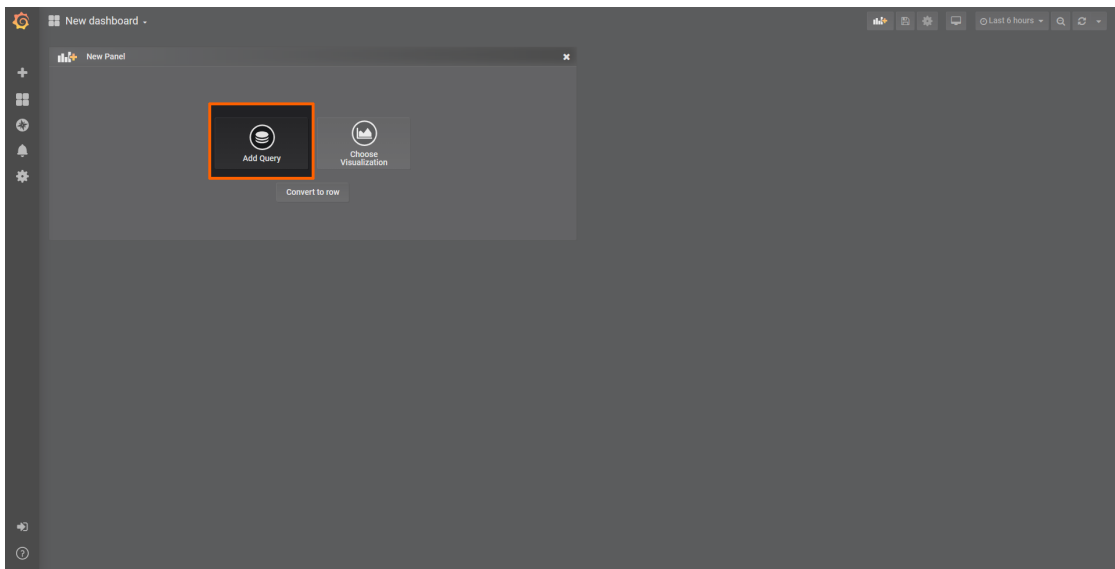 New dashboard
Last 6 hours
New Panel
Add Query
Choose
Visualization
Convert to row